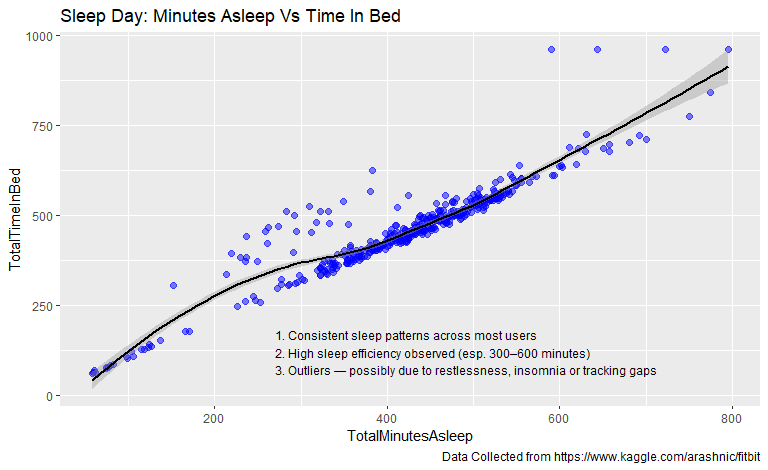 Sleep Day: Minutes Asleep Vs Time In Bed
1000
750
500
250
0
TotalTimeInBed
1. Consistent sleep patterns across most users
2. High sleep efficiency observed (esp. 300–600 minutes)
3. Outliers — possibly due to restlessness, insomnia or tracking gaps
200
400
600
800
TotalMinutesAsleep
Data Collected from https://www.kaggle.com/arashnic/fitbit